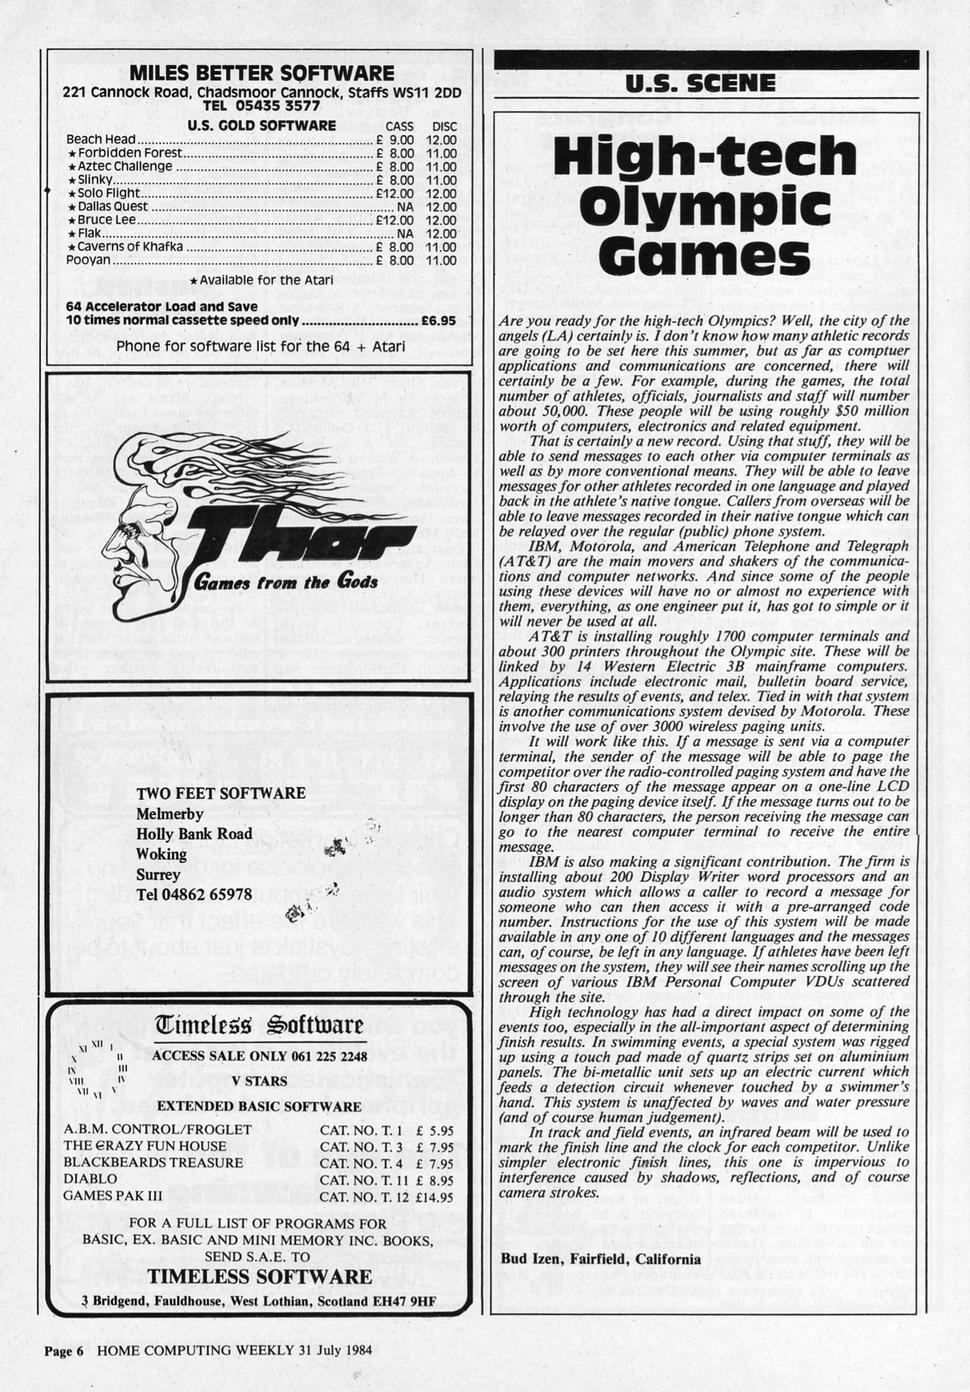 MILES BETTER SOFTWARE
221 Cannock Road, Chadsmoor Cannock, Staffs WS11 2DD
TEL 05435 3577
U.S. GOLD SOFTWARE CASS DISC
Beach Head £ 9.00 12.00
★Forbidden Forest £ 8.00 11.00
★Aztec Challenge £ 8.00 11.00
★Slinky £ 8.00 11.00
★Solo Flight £12.00 12.00
★Dallas Quest NA 12.00
★Bruce Lee £12.00 12.00
★Flak NA 12.00
★Caverns of Khafka £ 8.00 11.00
Pooyan £ 8.00 11.00
★Available for the Atari
64 Accelerator Load and Save
10 times normal cassette speed only £6.95
Phone for software list for the 64 + Atari
Thor
Games from the Gods
TWO FEET SOFTWARE
Melmerby
Holly Bank Road
Woking
Surrey
Tel 04862 65978
Timeless Software
XII I II IV V VI VII VIII IX X XI
ACCESS SALE ONLY 061 225 2248
V STARS
EXTENDED BASIC SOFTWARE
A.B.M. CONTROL/FROGLET CAT. NO. T. 1 £ 5.95
THE CRAZY FUN HOUSE CAT. NO. T. 3 £ 7.95
BLACKBEARDS TREASURE CAT. NO. T. 4 £ 7.95
DIABLO CAT. NO. T. 11 £ 8.95
GAMES PAK III CAT. NO. T. 12 £14.95
FOR A FULL LIST OF PROGRAMS FOR
BASIC, EX. BASIC AND MINI MEMORY INC. BOOKS,
SEND S.A.E. TO
TIMELESS SOFTWARE
3 Bridgend, Fauldhouse, West Lothian, Scotland EH47 9HF
U.S. SCENE
High-tech
Olympic
Games
Are you ready for the high-tech Olympics? Well, the city of the
angels (LA) certainly is. I don't know how many athletic records
are going to be set here this summer, but as far as comptuer
applications and communications are concerned, there will
certainly be a few. For example, during the games, the total
number of athletes, officials, journalists and staff will number
about 50,000. These people will be using roughly $50 million
worth of computers, electronics and related equipment.
That is certainly a new record. Using that stuff, they will be
able to send messages to each other via computer terminals as
well as by more conventional means. They will be able to leave
messages for other athletes recorded in one language and played
back in the athlete's native tongue. Callers from overseas will be
able to leave messages recorded in their native tongue which can
be relayed over the regular (public) phone system.
IBM, Motorola, and American Telephone and Telegraph
(AT&T) are the main movers and shakers of the communica-
tions and computer networks. And since some of the people
using these devices will have no or almost no experience with
them, everything, as one engineer put it, has got to simple or it
will never be used at all.
AT&T is installing roughly 1700 computer terminals and
about 300 printers throughout the Olympic site. These will be
linked by 14 Western Electric 3B mainframe computers.
Applications include electronic mail, bulletin board service,
relaying the results of events, and telex. Tied in with that system
is another communications system devised by Motorola. These
involve the use of over 3000 wireless paging units.
It will work like this. If a message is sent via a computer
terminal, the sender of the message will be able to page the
competitor over the radio-controlled paging system and have the
first 80 characters of the message appear on a one-line LCD
display on the paging device itself. If the message turns out to be
longer than 80 characters, the person receiving the message can
go to the nearest computer terminal to receive the entire
message.
IBM is also making a significant contribution. The firm is
installing about 200 Display Writer word processors and an
audio system which allows a caller to record a message for
someone who can then access it with a pre-arranged code
number. Instructions for the use of this system will be made
available in any one of 10 different languages and the messages
can, of course, be left in any language. If athletes have been left
messages on the system, they will see their names scrolling up the
screen of various IBM Personal Computer VDUs scattered
through the site.
High technology has had a direct impact on some of the
events too, especially in the all-important aspect of determining
finish results. In swimming events, a special system was rigged
up using a touch pad made of quartz strips set on aluminium
panels. The bi-metallic unit sets up an electric current which
feeds a detection circuit whenever touched by a swimmer's
hand. This system is unaffected by waves and water pressure
(and of course human judgement).
In track and field events, an infrared beam will be used to
mark the finish line and the clock for each competitor. Unlike
simpler electronic finish lines, this one is impervious to
interference caused by shadows, reflections, and of course
camera strokes.
Bud Izen, Fairfield, California
Page 6 HOME COMPUTING WEEKLY 31 July 1984